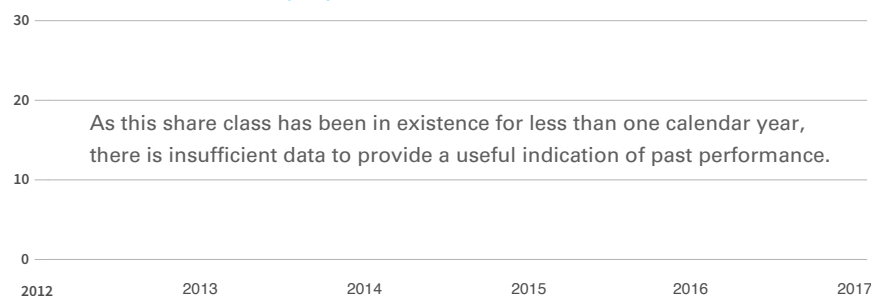 30
20
As this share class has been in existence for less than one calendar year,
there is insufficient data to provide a useful indication of past performance.
10
0
2012 2013 2014 2015 2016 2017